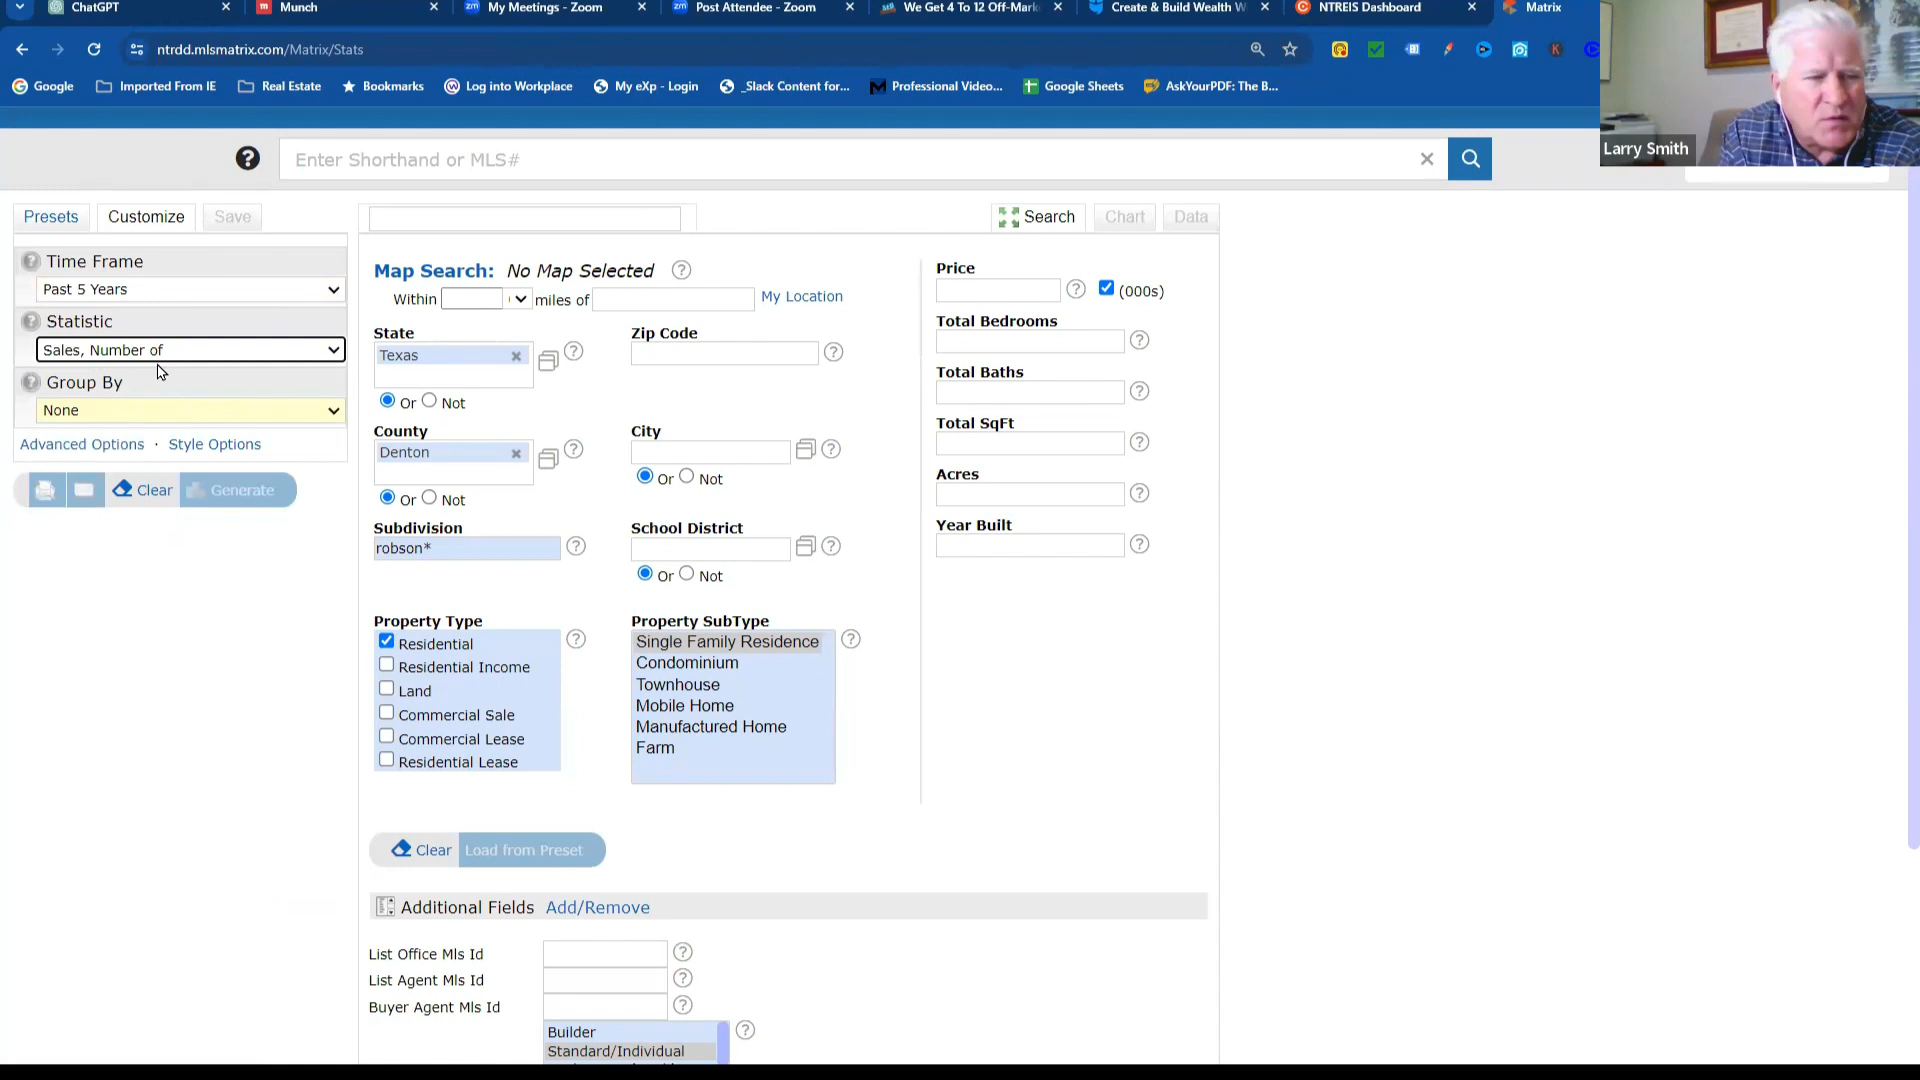 ChatGPT
Munch
My Meetings - Zoom
Post Attendee - Zoom
We Get 4 To 12 Off-Mark
Create & Build Wealth W
NTREIS Dashboard
Matrix
ntrdd.mlsmatrix.com/Matrix/Stats
Google
Imported From IE
Real Estate
Bookmarks
Log into Workplace
My eXp - Login
_Slack Content for...
Professional Video...
Google Sheets
AskYourPDF: The B...
Larry Smith
Enter Shorthand or MLS#
Presets Customize Save
Search Chart Data
Time Frame
Past 5 Years
Statistic
Sales, Number of
Group By
None
Advanced Options · Style Options
Clear Generate
Map Search: No Map Selected
Within miles of My Location
State
Texas
Or Not
Zip Code
County
Denton
Or Not
City
Or Not
Subdivision
robson*
School District
Or Not
Property Type
Residential
Residential Income
Land
Commercial Sale
Commercial Lease
Residential Lease
Property SubType
Single Family Residence
Condominium
Townhouse
Mobile Home
Manufactured Home
Farm
Price
(000s)
Total Bedrooms
Total Baths
Total SqFt
Acres
Year Built
Clear Load from Preset
Additional Fields Add/Remove
List Office Mls Id
List Agent Mls Id
Buyer Agent Mls Id
Builder
Standard/Individual